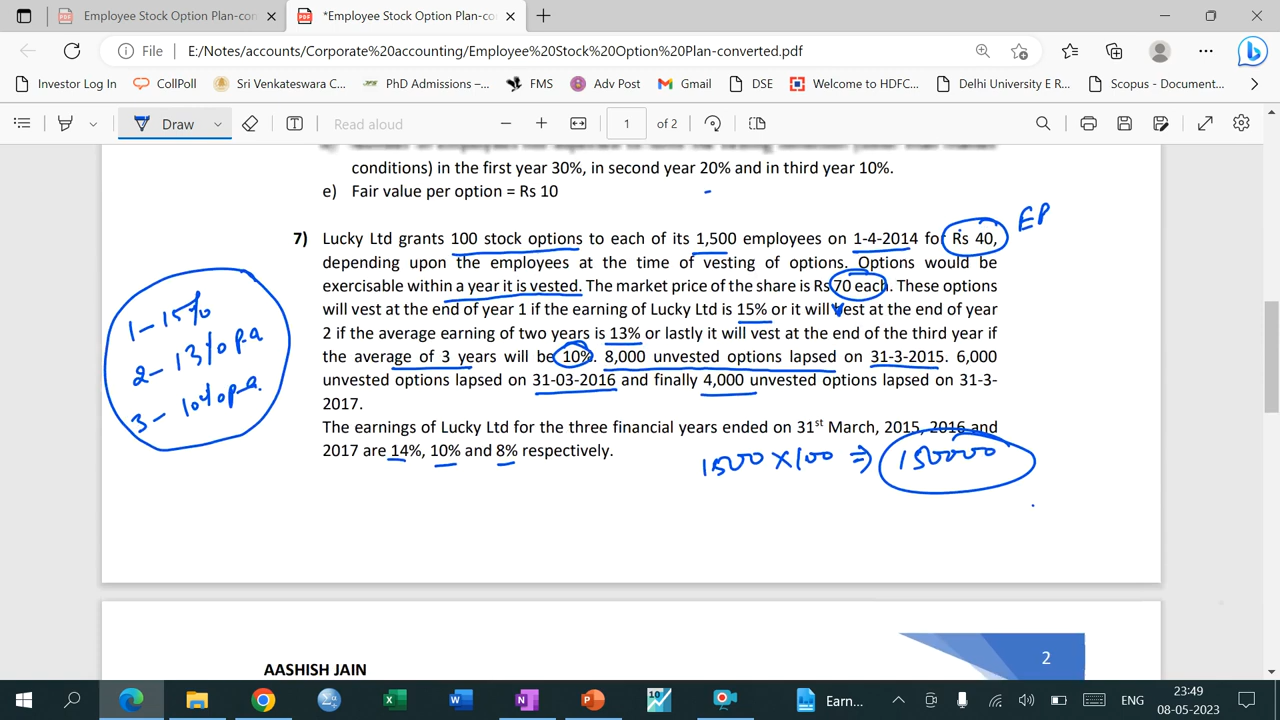 Employee Stock Option Plan-conve
*Employee Stock Option Plan-co
File E:/Notes/accounts/Corporate%20accounting/Employee%20Stock%20Option%20Plan-converted.pdf
Investor Log In CollPoll Sri Venkateswara C... PhD Admissions –... FMS Adv Post Gmail DSE Welcome to HDFC... Delhi University E R... Scopus - Document...
Draw Read aloud 1 of 2
conditions) in the first year 30%, in second year 20% and in third year 10%.
e) Fair value per option = Rs 10
EP
7) Lucky Ltd grants 100 stock options to each of its 1,500 employees on 1-4-2014 for Rs 40,
depending upon the employees at the time of vesting of options. Options would be
exercisable within a year it is vested. The market price of the share is Rs 70 each. These options
will vest at the end of year 1 if the earning of Lucky Ltd is 15% or it will vest at the end of year
2 if the average earning of two years is 13% or lastly it will vest at the end of the third year if
the average of 3 years will be 10%. 8,000 unvested options lapsed on 31-3-2015. 6,000
unvested options lapsed on 31-03-2016 and finally 4,000 unvested options lapsed on 31-3-
2017.
The earnings of Lucky Ltd for the three financial years ended on 31st March, 2015, 2016 and
2017 are 14%, 10% and 8% respectively.
1 – 15%
2 – 13% p.a
3 – 10% p.a.
1500 × 100 ⇒ 150000
2
AASHISH JAIN
Earn...
ENG
23:49
08-05-2023